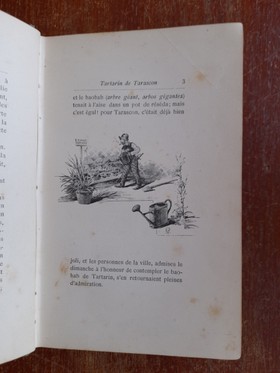 Tartarin de Tarascon 3
et le baobab (arbre géant, arbos gigantea)
tenait à l'aise dans un pot de réséda; mais
c'est égal! pour Tarascon, c'était déjà bien
joli, et les personnes de la ville, admises le
dimanche à l'honneur de contempler le bao-
bab de Tartarin, s'en retournaient pleines
d'admiration.